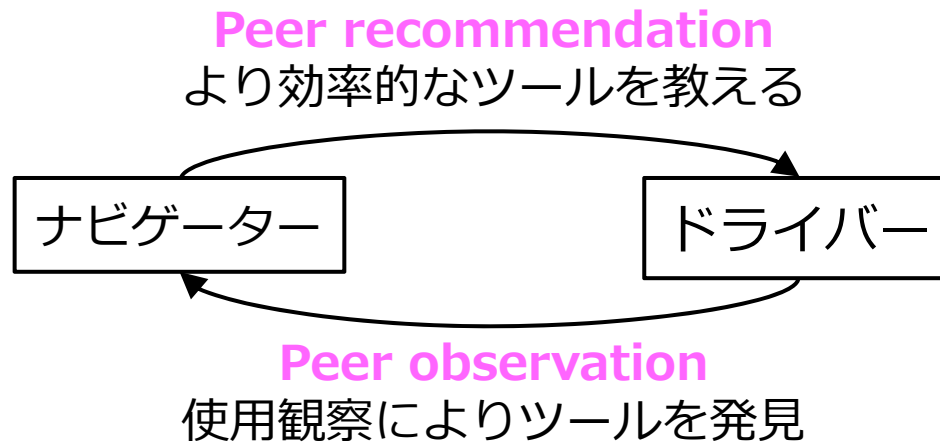 Peer recommendation
より効率的なツールを教える
ナビゲーター
ドライバー
Peer observation
使用観察によりツールを発見